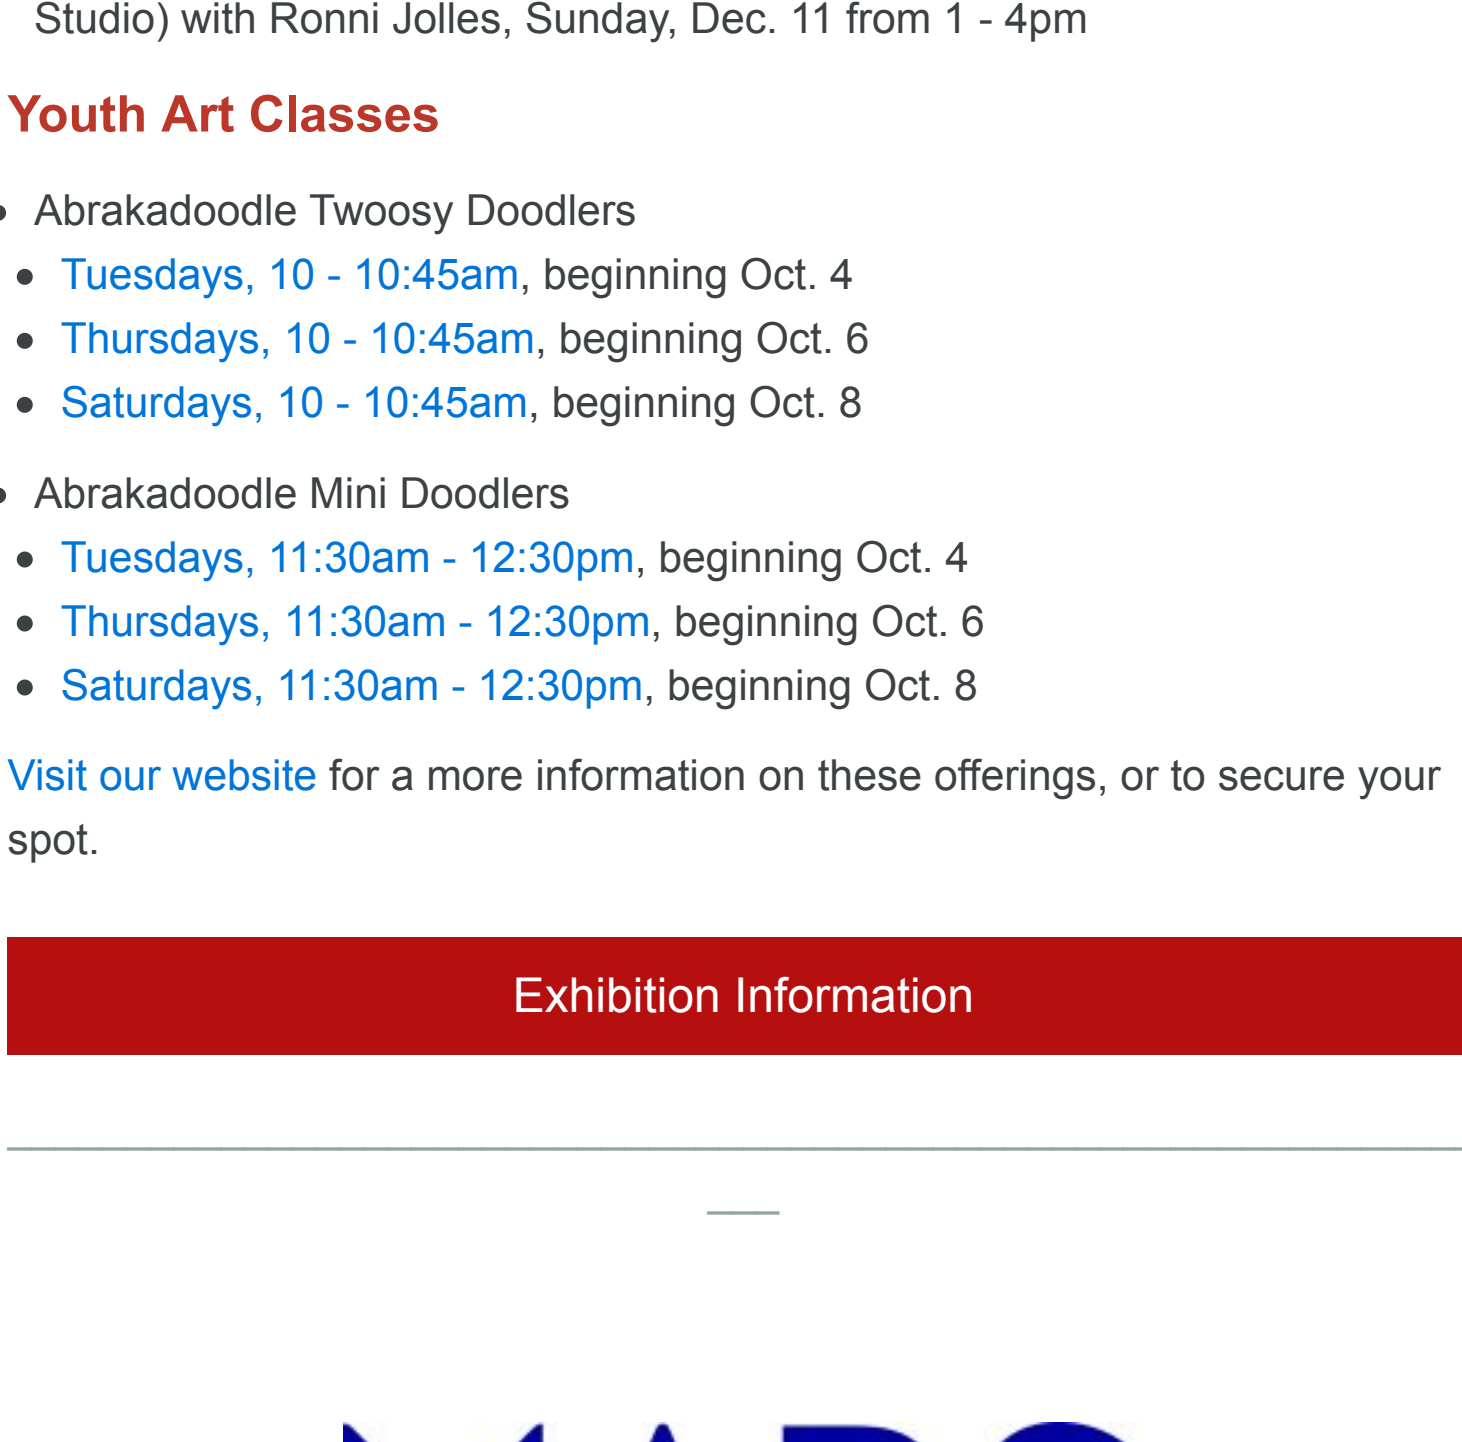 Studio) with Ronni Jolles, Sunday, Dec. 11 from 1 - 4pm
Youth Art Classes
Abrakadoodle Twoosy Doodlers
Tuesdays, 10 - 10:45am, beginning Oct. 4
Thursdays, 10 - 10:45am, beginning Oct. 6
Saturdays, 10 - 10:45am, beginning Oct. 8
Abrakadoodle Mini Doodlers
Tuesdays, 11:30am - 12:30pm, beginning Oct. 4
Thursdays, 11:30am - 12:30pm, beginning Oct. 6
Saturdays, 11:30am - 12:30pm, beginning Oct. 8
Visit our website for a more information on these offerings, or to secure your
spot.
Exhibition Information